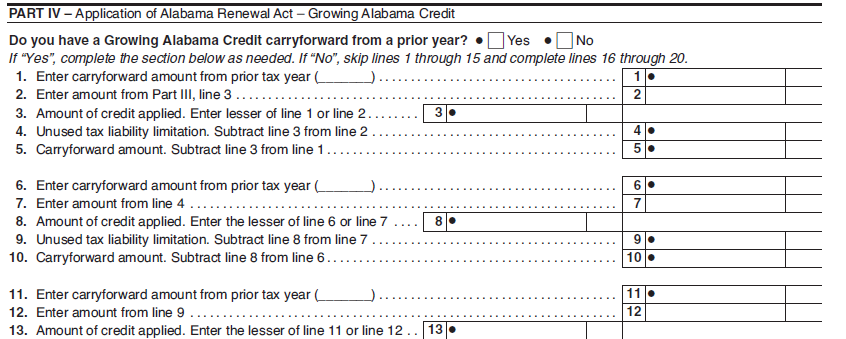 PART IV – Application of Alabama Renewal Act – Growing Alabama Credit
Do you have a Growing Alabama Credit carryforward from a prior year? • Yes • No
If “Yes”, complete the section below as needed. If “No”, skip lines 1 through 15 and complete lines 16 through 20.
1. Enter carryforward amount from prior tax year (_______) . . . . . . . . . . . . . . . . . . . . . . . . . . . . . . . . . . . . 1 •
2. Enter amount from Part III, line 3 . . . . . . . . . . . . . . . . . . . . . . . . . . . . . . . . . . . . . . . . . . . . . . . . . . . . . . 2
3. Amount of credit applied. Enter lesser of line 1 or line 2 . . . . . . . . 3 •
4. Unused tax liability limitation. Subtract line 3 from line 2 . . . . . . . . . . . . . . . . . . . . . . . . . . . . . . . . . . . . . 4 •
5. Carryforward amount. Subtract line 3 from line 1 . . . . . . . . . . . . . . . . . . . . . . . . . . . . . . . . . . . . . . . . . . . 5 •
6. Enter carryforward amount from prior tax year (_______) . . . . . . . . . . . . . . . . . . . . . . . . . . . . . . . . . . . . 6 •
7. Enter amount from line 4 . . . . . . . . . . . . . . . . . . . . . . . . . . . . . . . . . . . . . . . . . . . . . . . . . . . . . . . . . . . . . 7
8. Amount of credit applied. Enter the lesser of line 6 or line 7 . . . . 8 •
9. Unused tax liability limitation. Subtract line 8 from line 7 . . . . . . . . . . . . . . . . . . . . . . . . . . . . . . . . . . . . . 9 •
10. Carryforward amount. Subtract line 8 from line 6 . . . . . . . . . . . . . . . . . . . . . . . . . . . . . . . . . . . . . . . . . . . 10 •
11. Enter carryforward amount from prior tax year (_______) . . . . . . . . . . . . . . . . . . . . . . . . . . . . . . . . . . . . 11 •
12. Enter amount from line 9 . . . . . . . . . . . . . . . . . . . . . . . . . . . . . . . . . . . . . . . . . . . . . . . . . . . . . . . . . . . . . 12
13. Amount of credit applied. Enter the lesser of line 11 or line 12 . . 13 •